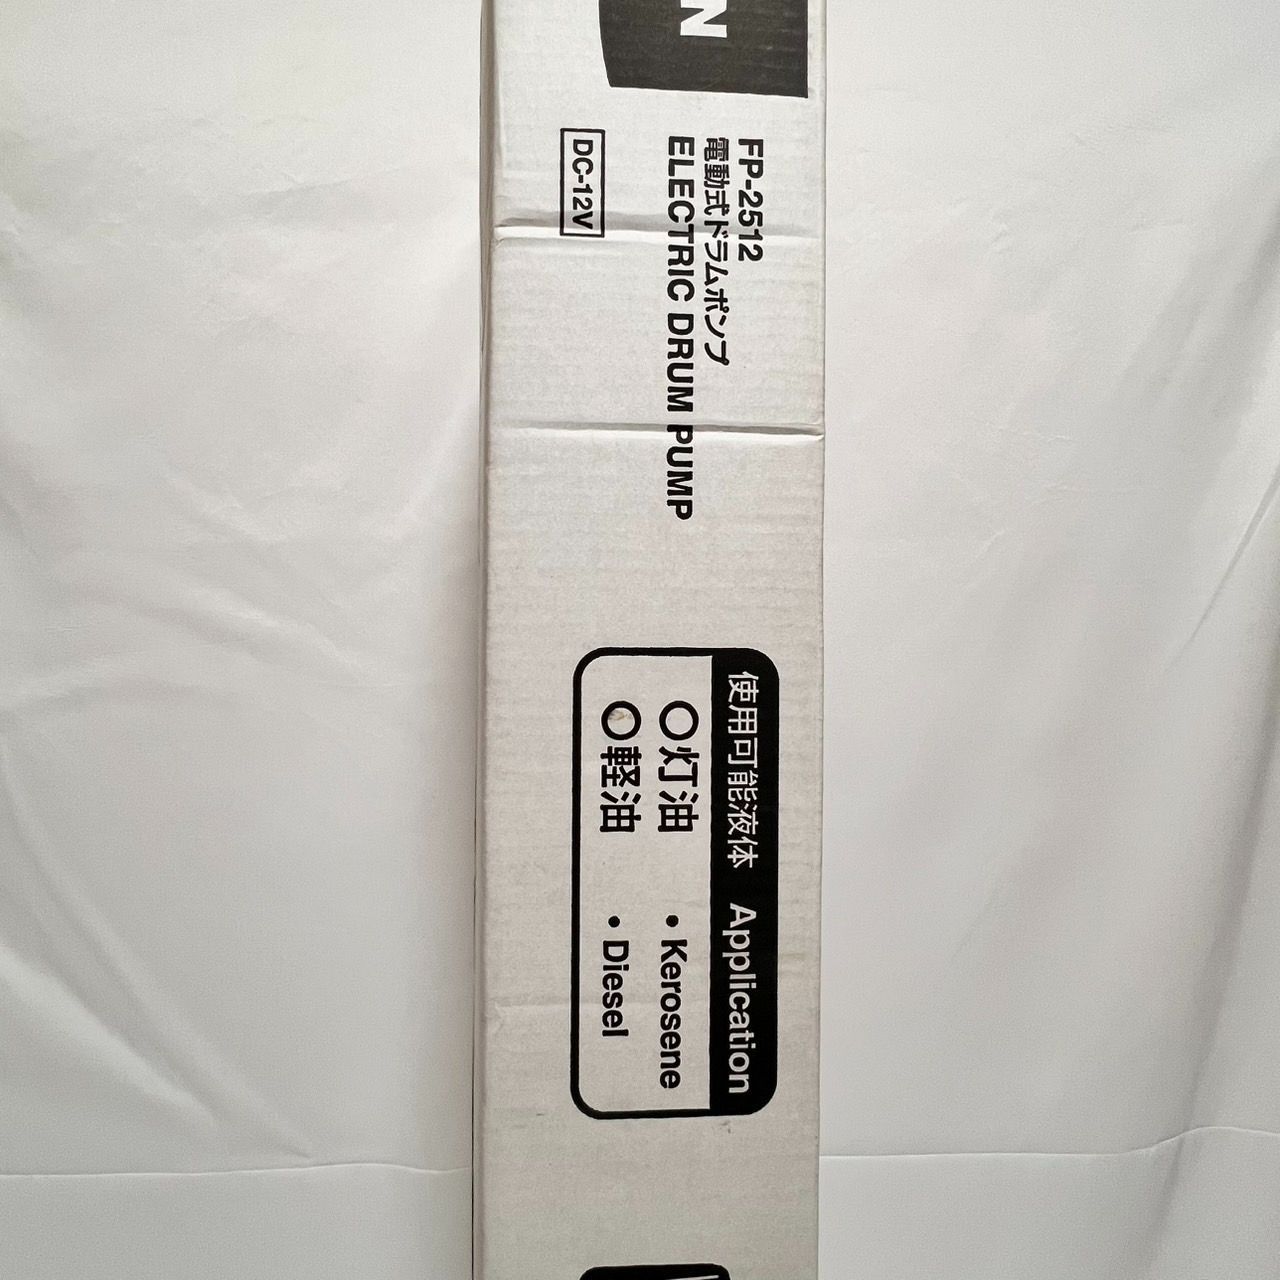 N
FP-2512
電動式ドラムポンプ
ELECTRIC DRUM PUMP
DC-12V
使用可能液体 Application
○灯油 ・Kerosene
○軽油 ・Diesel